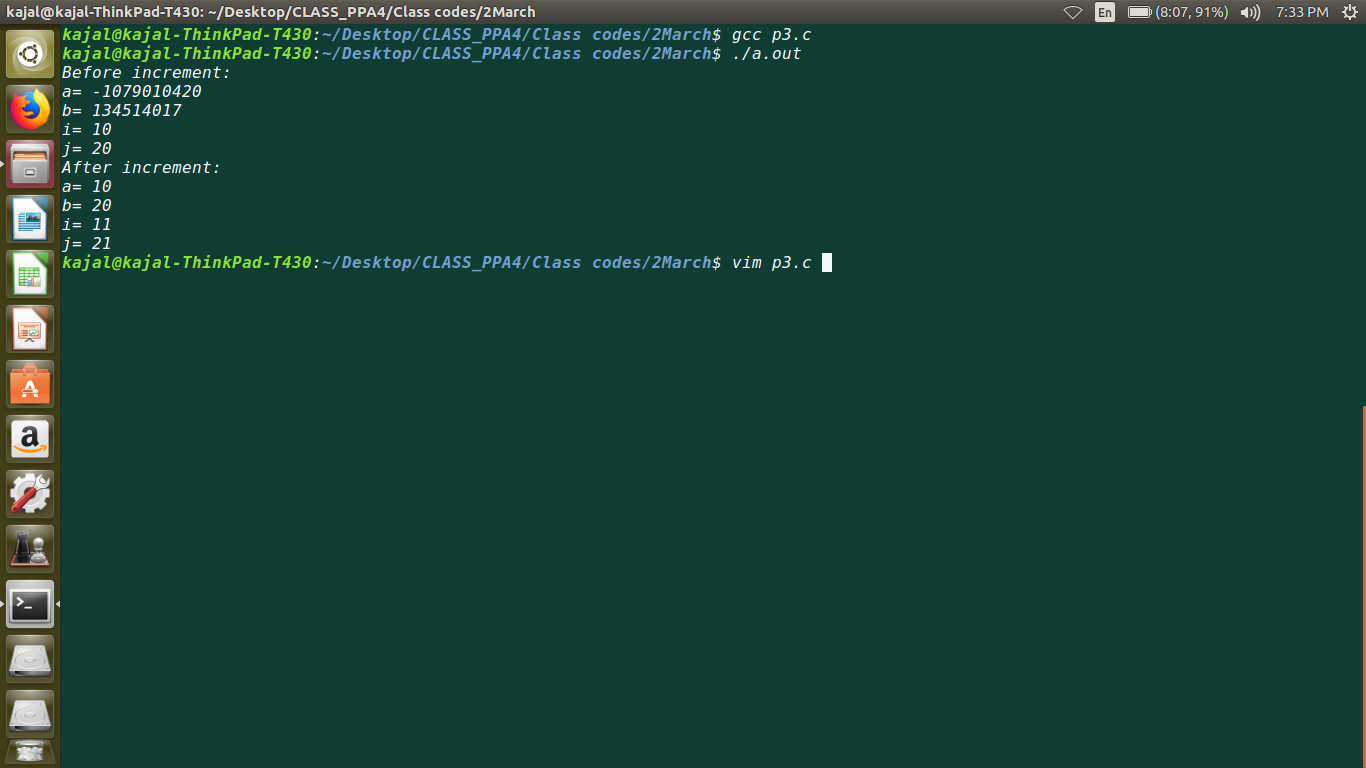 kajal@kajal-ThinkPad-T430: ~/Desktop/CLASS_PPA4/Class codes/2March En (8:07, 91%) 7:33 PM
kajal@kajal-ThinkPad-T430:~/Desktop/CLASS_PPA4/Class codes/2March$ gcc p3.c
kajal@kajal-ThinkPad-T430:~/Desktop/CLASS_PPA4/Class codes/2March$ ./a.out
Before increment:
a= -1079010420
b= 134514017
i= 10
j= 20
After increment:
a= 10
b= 20
i= 11
j= 21
kajal@kajal-ThinkPad-T430:~/Desktop/CLASS_PPA4/Class codes/2March$ vim p3.c